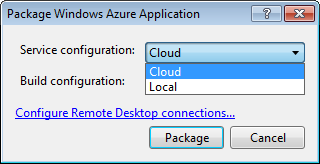 Package Windows Azure Application
Service configuration: Cloud
Cloud
Build configuration:
Local
Configure Remote Desktop connections...
Package Cancel